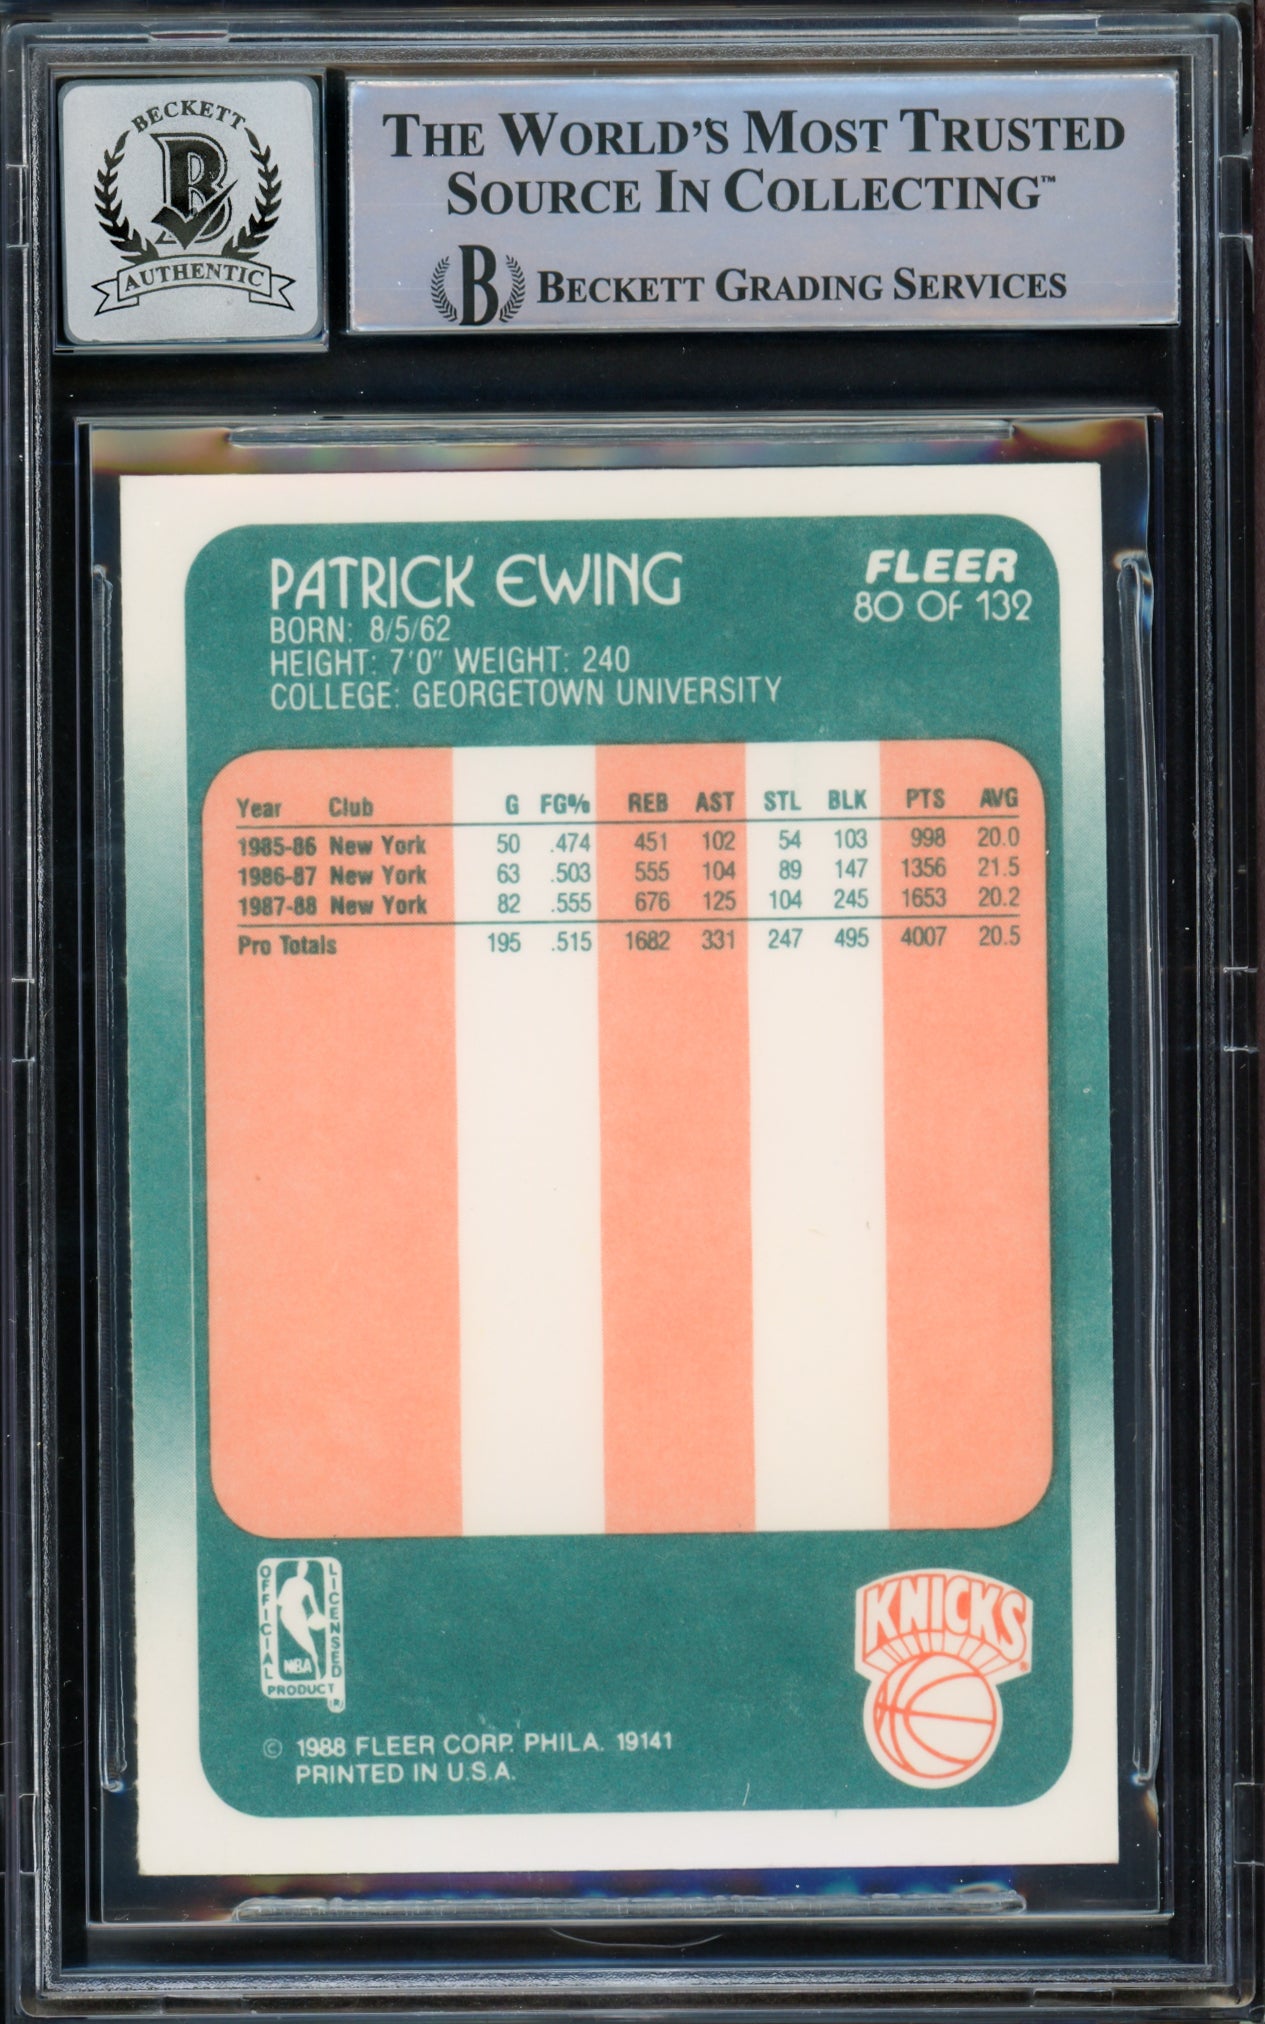 BECKETT
B
AUTHENTIC
THE WORLD'S MOST TRUSTED
SOURCE IN COLLECTING™
B BECKETT GRADING SERVICES
PATRICK EWING
BORN: 8/5/62
HEIGHT: 7'0" WEIGHT: 240
COLLEGE: GEORGETOWN UNIVERSITY
FLEER
80 OF 132
Year Club G FG% REB AST STL BLK PTS AVG
1985-86 New York 50 .474 451 102 54 103 998 20.0
1986-87 New York 63 .503 555 104 89 147 1356 21.5
1987-88 New York 82 .555 676 125 104 245 1653 20.2
Pro Totals 195 .515 1682 331 247 495 4007 20.5
OFFICIAL
LICENSED
NBA
PRODUCT ®
KNICKS ®
© 1988 FLEER CORP. PHILA. 19141
PRINTED IN U.S.A.